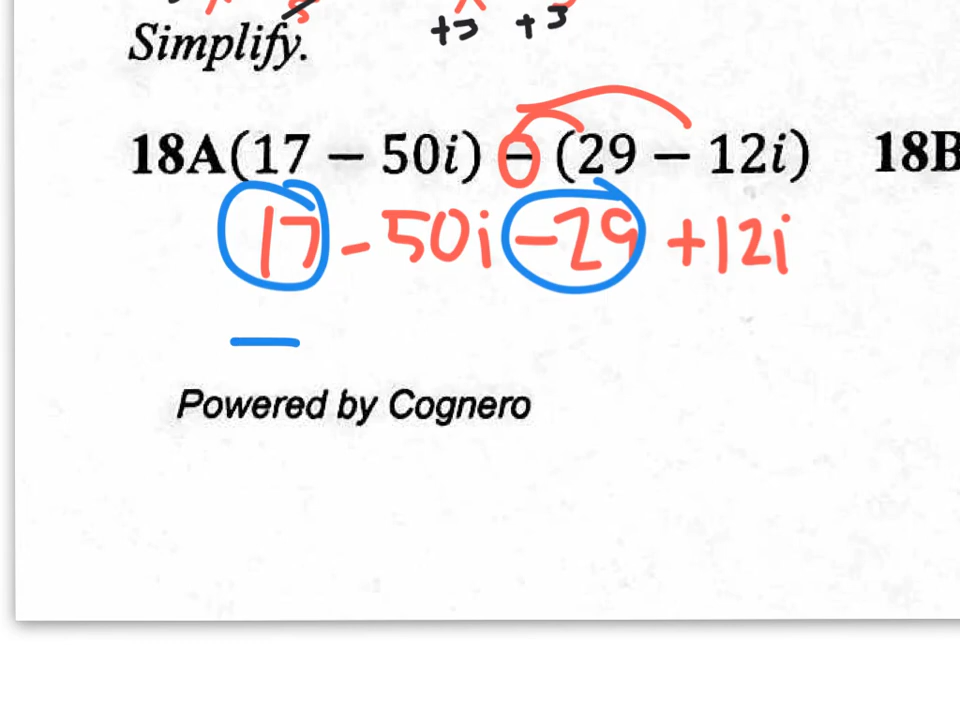 +3 +3
Simplify.
18A(17 − 50i) − (29 − 12i) 18B
17 - 50i -29 +12i
Powered by Cognero